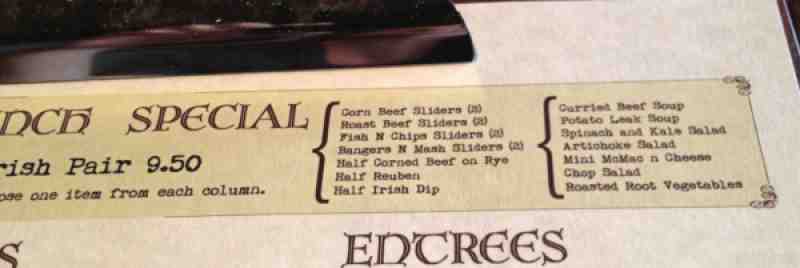 NCH SPECIAL
rish Pair 9.50
ose one item from each column.
Corn Beef Sliders (2)
Roast Beef Sliders (2)
Fish N Chips Sliders (2)
Bangers N Mash Sliders (2)
Half Corned Beef on Rye
Half Reuben
Half Irish Dip
Curried Beef Soup
Potato Leak Soup
Spinach and Kale Salad
Artichoke Salad
Mini McMac n Cheese
Chop Salad
Roasted Root Vegetables
S
ENTREES